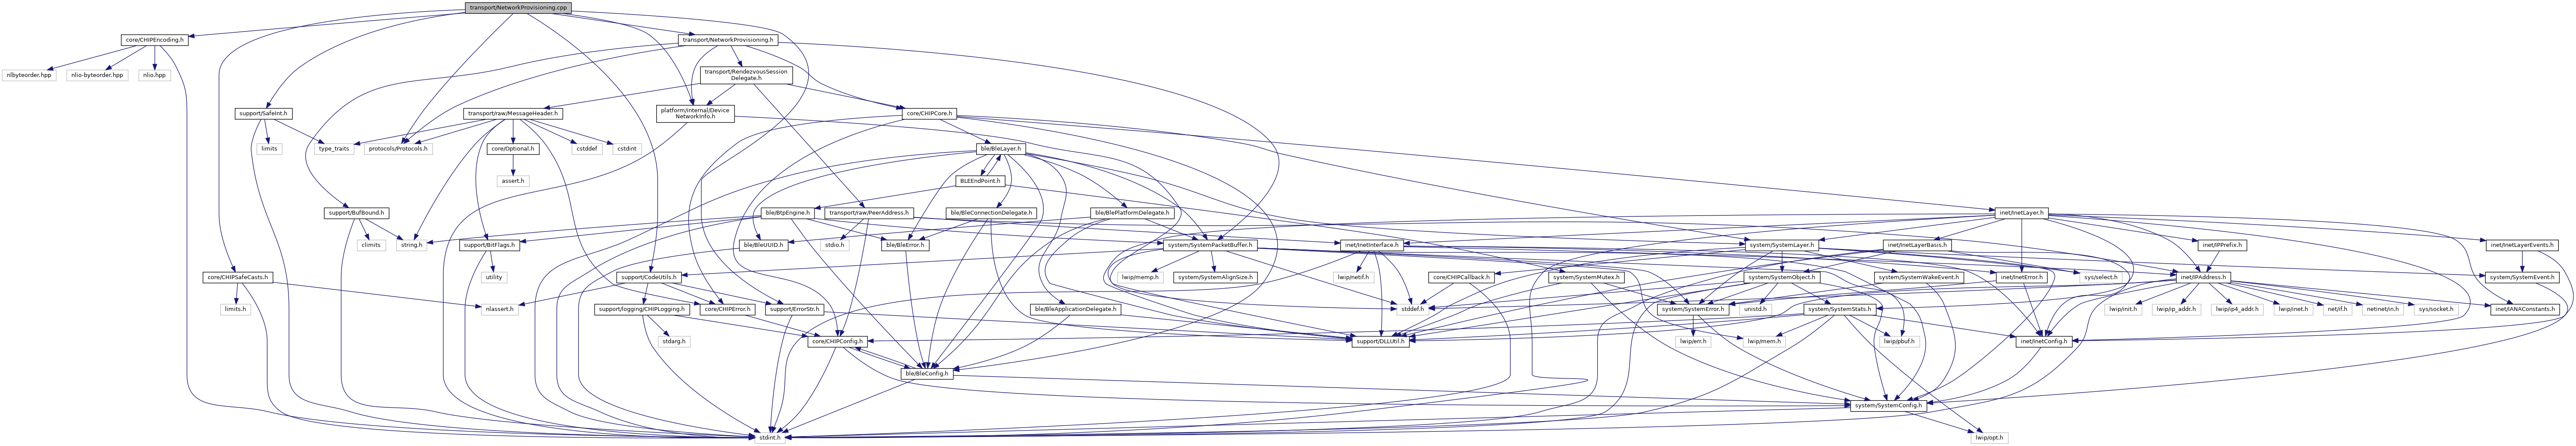 transport/NetworkProvisioning.cpp
core/CHIPEncoding.h
transport/NetworkProvisioning.h
nlbyteorder.hpp
nlio-byteorder.hpp
nlio.hpp
transport/RendezvousSession
Delegate.h
support/SafeInt.h
transport/raw/MessageHeader.h
platform/internal/Device
NetworkInfo.h
core/CHIPCore.h
limits
type_traits
protocols/Protocols.h
core/Optional.h
cstddef
cstdint
ble/BleLayer.h
assert.h
BLEEndPoint.h
support/BufBound.h
ble/BtpEngine.h
transport/raw/PeerAddress.h
ble/BleConnectionDelegate.h
ble/BlePlatformDelegate.h
inet/InetLayer.h
climits
string.h
support/BitFlags.h
ble/BleUUID.h
stdio.h
ble/BleError.h
system/SystemPacketBuffer.h
inet/InetInterface.h
system/SystemLayer.h
inet/InetLayerBasis.h
inet/IPPrefix.h
inet/InetLayerEvents.h
core/CHIPSafeCasts.h
utility
support/CodeUtils.h
lwip/memp.h
system/SystemAlignSize.h
lwip/netif.h
core/CHIPCallback.h
system/SystemMutex.h
system/SystemObject.h
system/SystemWakeEvent.h
inet/InetError.h
sys/select.h
inet/IPAddress.h
system/SystemEvent.h
limits.h
nlassert.h
support/logging/CHIPLogging.h
core/CHIPError.h
support/ErrorStr.h
ble/BleApplicationDelegate.h
stddef.h
system/SystemError.h
unistd.h
system/SystemStats.h
lwip/init.h
lwip/ip_addr.h
lwip/ip4_addr.h
lwip/inet.h
net/if.h
netinet/in.h
sys/socket.h
inet/IANAConstants.h
stdarg.h
core/CHIPConfig.h
support/DLLUtil.h
lwip/err.h
lwip/mem.h
lwip/pbuf.h
inet/InetConfig.h
ble/BleConfig.h
system/SystemConfig.h
stdint.h
lwip/opt.h